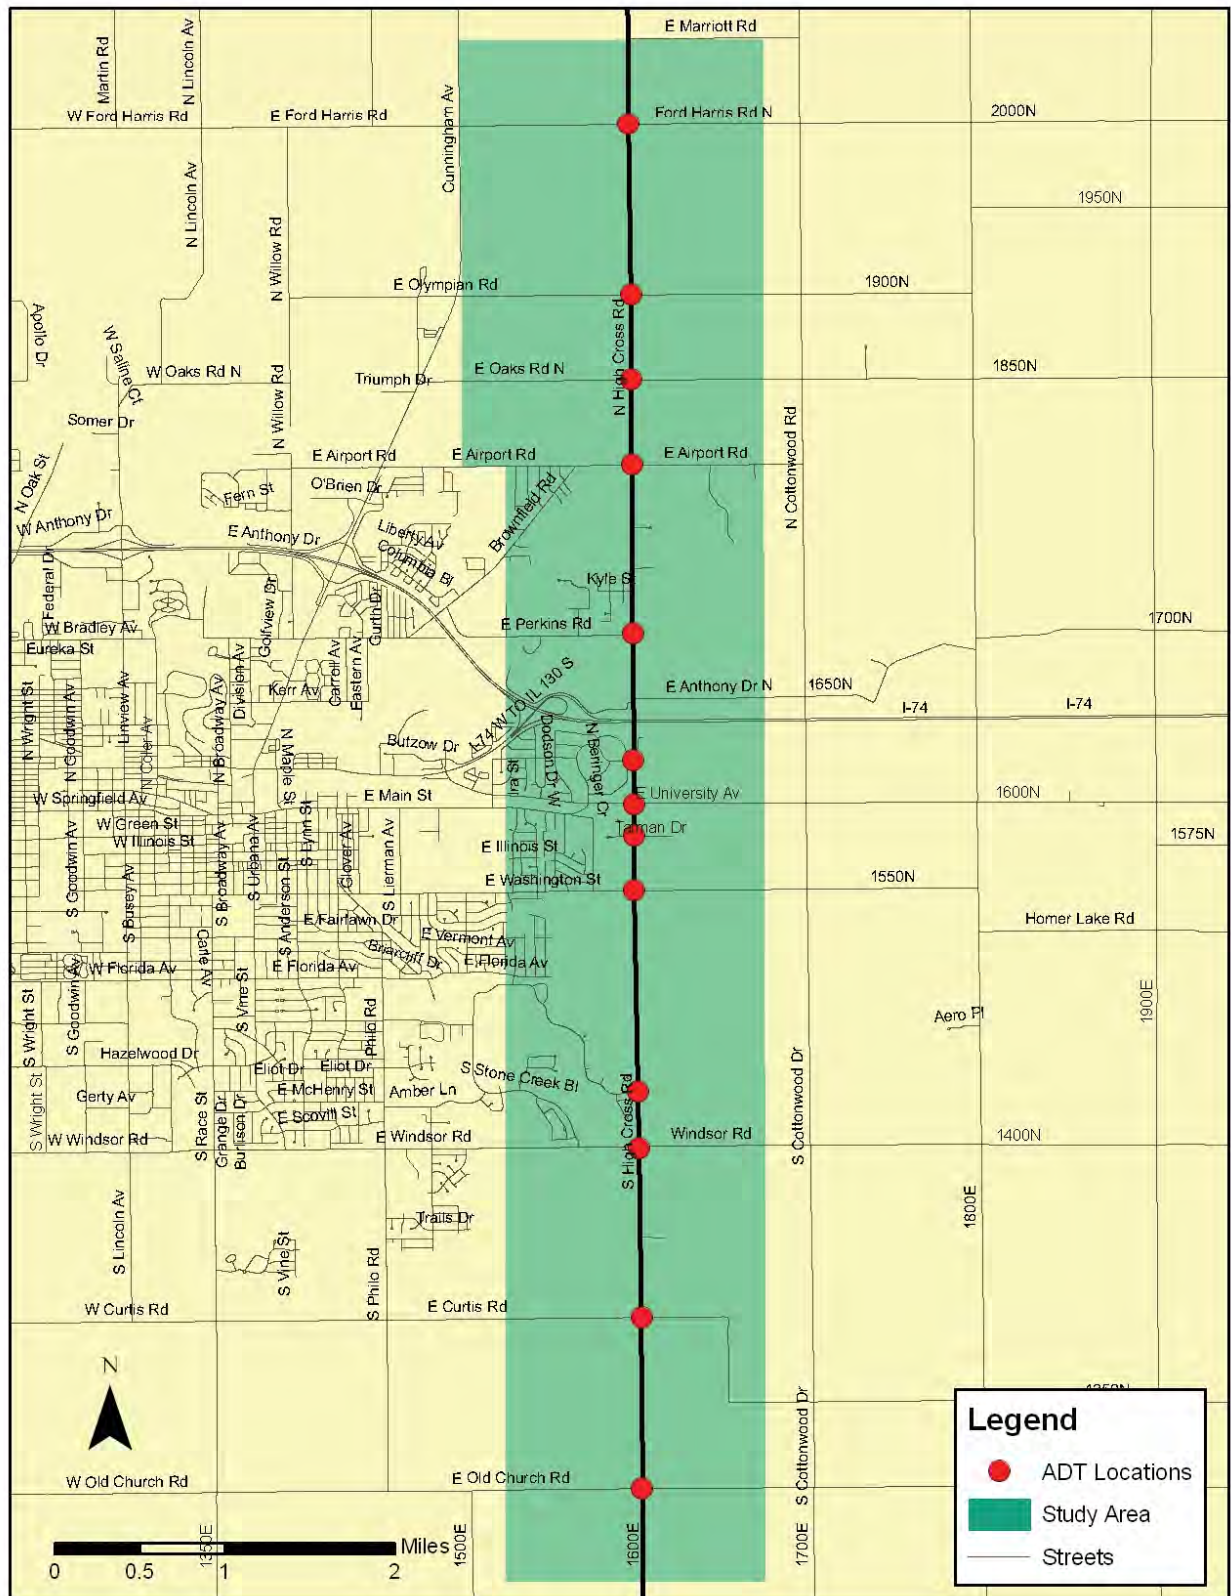 E Marriott Rd
Martin Rd
N Lincoln Av
W Ford Harris Rd
E Ford Harris Rd
Cunningham Av
Ford Harris Rd N
2000N
N Lincoln Av
1950N
N Willow Rd
E Olympian Rd
1900N
Apollo Dr
W Saline Ct
N High Cross Rd
W Oaks Rd N
Triumph Dr
E Oaks Rd N
1850N
N Willow Rd
Somer Dr
N Cottonwood Rd
N Oak St
E Airport Rd
E Airport Rd
E Airport Rd
Fern St
O'Brien Dr
Brownfield Rd
W Anthony Dr
E Anthony Dr
Liberty Av
Columbia Bl
Federal Dr
Golfview Dr
Gurth Dr
Kyle St
W Bradley Av
E Perkins Rd
1700N
Eureka St
Division Av
Carroll Av
Eastern Av
Kerr Av
I-74 W TO IL 130 S
E Anthony Dr N
1650N
N Wright St
N Goodwin Av
Linview Av
N Coler Av
N Broadway Av
N Maple St
I-74
I-74
Butzow Dr
Ira St
Dodson Dr W
N Beringer Cr
W Springfield Av
E Main St
E University Av
1600N
W Green St
W Illinois St
Tatman Dr
1575N
S Goodwin Av
S Busey Av
S Broadway Av
S Urbana Av
S Lynn St
S Anderson St
Glover Av
S Lierman Av
E Illinois St
E Washington St
1550N
E Fairlawn Dr
E Vermont Av
Homer Lake Rd
Briarcliff Dr
W Florida Av
E Florida Av
E Florida Av
S Wright St
S Goodwin Av
S Vine St
Philo Rd
Aero Pl
1900E
Hazelwood Dr
Eliot Dr
Eliot Dr
S Stone Creek Bl
S Wright St
Gerty Av
E McHenry St
Amber Ln
E Scovill St
S Race St
Grange Dr
Burlison Dr
S High Cross Rd
S Cottonwood Dr
W Windsor Rd
E Windsor Rd
Windsor Rd
1400N
S Lincoln Av
S Vine St
Trails Dr
S Philo Rd
1800E
W Curtis Rd
E Curtis Rd
N
S Cottonwood Dr
W Old Church Rd
E Old Church Rd
1350E
1500E
1600E
1700E
Miles
0 0.5 1 2
Legend
ADT Locations
Study Area
Streets